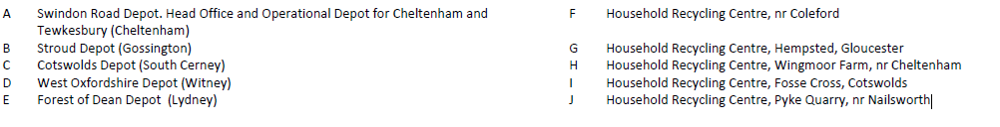 A Swindon Road Depot. Head Office and Operational Depot for Cheltenham and
Tewkesbury (Cheltenham)
B Stroud Depot (Gossington)
C Cotswolds Depot (South Cerney)
D West Oxfordshire Depot (Witney)
E Forest of Dean Depot (Lydney)
F Household Recycling Centre, nr Coleford
G Household Recycling Centre, Hempsted, Gloucester
H Household Recycling Centre, Wingmoor Farm, nr Cheltenham
I Household Recycling Centre, Fosse Cross, Cotswolds
J Household Recycling Centre, Pyke Quarry, nr Nailsworth